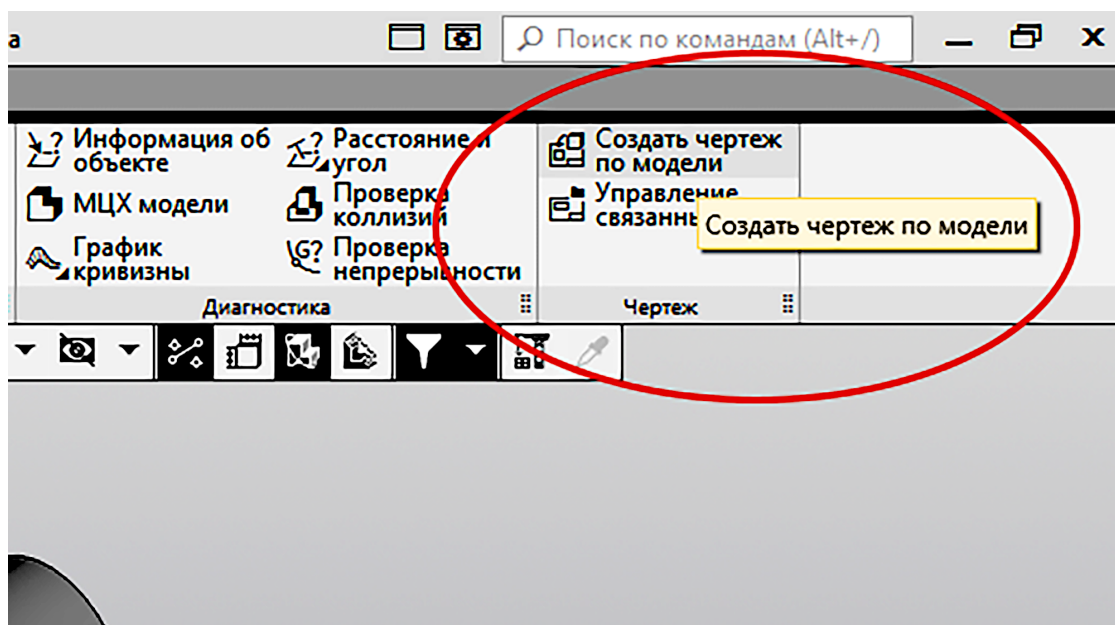 а
Поиск по командам (Alt+/)
Информация об
объекте
Расстояние и
угол
Создать чертеж
по модели
МЦХ модели
Проверка
коллизий
Управление
Создать чертеж по модели
График
кривизны
Проверка
непрерывности
Диагностика
Чертеж